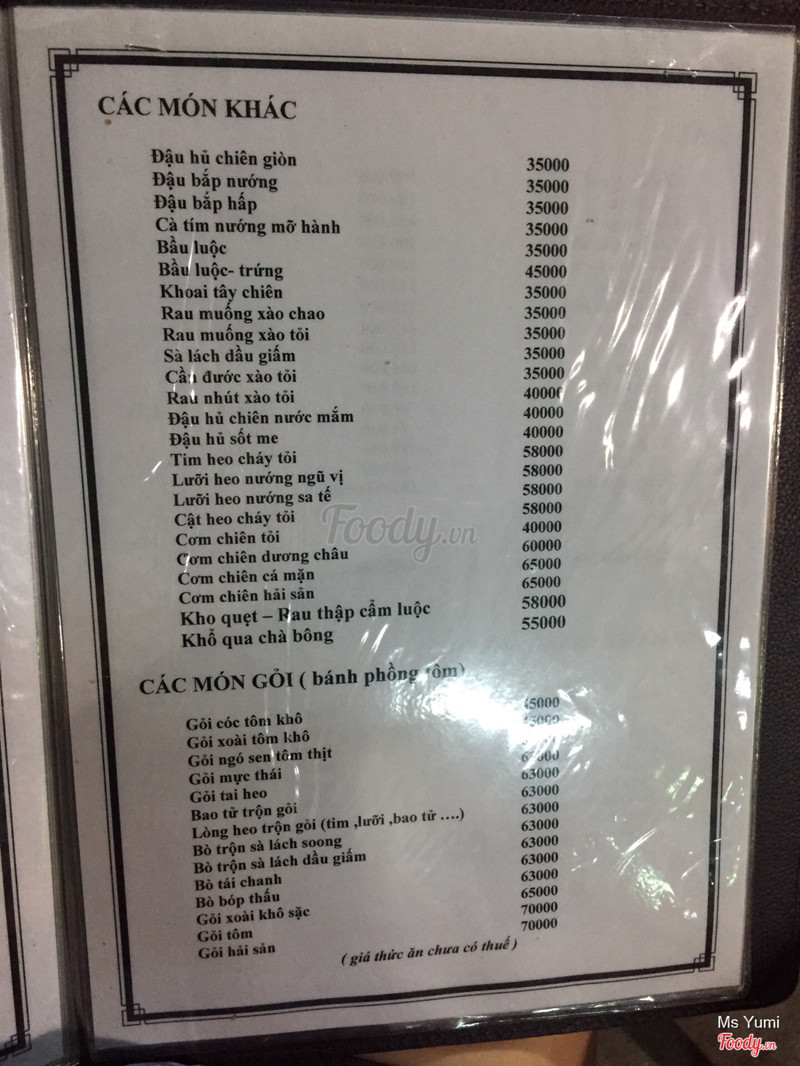 CÁC MÓN KHÁC
Đậu hủ chiên giòn 35000
Đậu bắp nướng 35000
Đậu bắp hấp 35000
Cà tím nướng mỡ hành 35000
Bầu luộc 35000
Bầu luộc- trứng 45000
Khoai tây chiên 35000
Rau muống xào chao 35000
Rau muống xào tỏi 35000
Sà lách dầu giấm 35000
Cần đước xào tỏi 35000
Rau nhút xào tỏi 40000
Đậu hủ chiên nước mắm 40000
Đậu hủ sốt me 40000
Tim heo cháy tỏi 58000
Lưỡi heo nướng ngũ vị 58000
Lưỡi heo nướng sa tế 58000
Cật heo cháy tỏi 58000
Cơm chiên tỏi 40000
Cơm chiên dương châu 60000
Cơm chiên cá mặn 65000
Cơm chiên hải sản 65000
Kho quẹt – Rau thập cẩm luộc 58000
Khổ qua chà bông 55000
CÁC MÓN GỎI ( bánh phồng tôm)
Gỏi cóc tôm khô
Gỏi xoài tôm khô
Gỏi ngó sen tôm thịt
Gỏi mực thái
Gỏi tai heo 63000
Bao tử trộn gỏi 63000
Lòng heo trộn gỏi (tim ,lưỡi ,bao tử ....) 63000
Bò trộn sà lách soong 63000
Bò trộn sà lách dầu giấm 63000
Bò tái chanh 63000
Bò bóp thấu 63000
Gỏi xoài khô sặc 65000
Gỏi tôm 70000
Gỏi hải sản 70000
( giá thức ăn chưa có thuế )
Foody.vn
Ms Yumi
Foody.vn